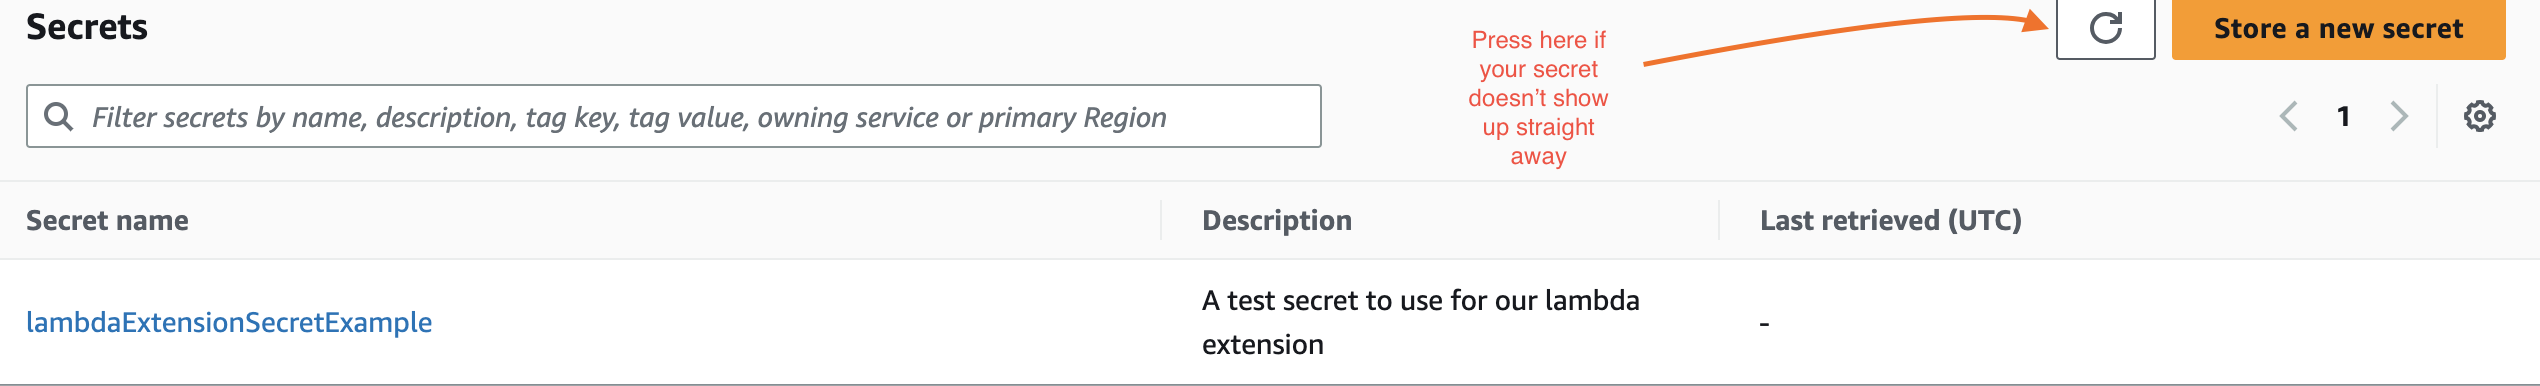 Secrets
Press here if
your secret
doesn't show
up straight
away
Store a new secret
Filter secrets by name, description, tag key, tag value, owning service or primary Region
1
Secret name
Description
Last retrieved (UTC)
lambdaExtensionSecretExample
A test secret to use for our lambda
extension
-